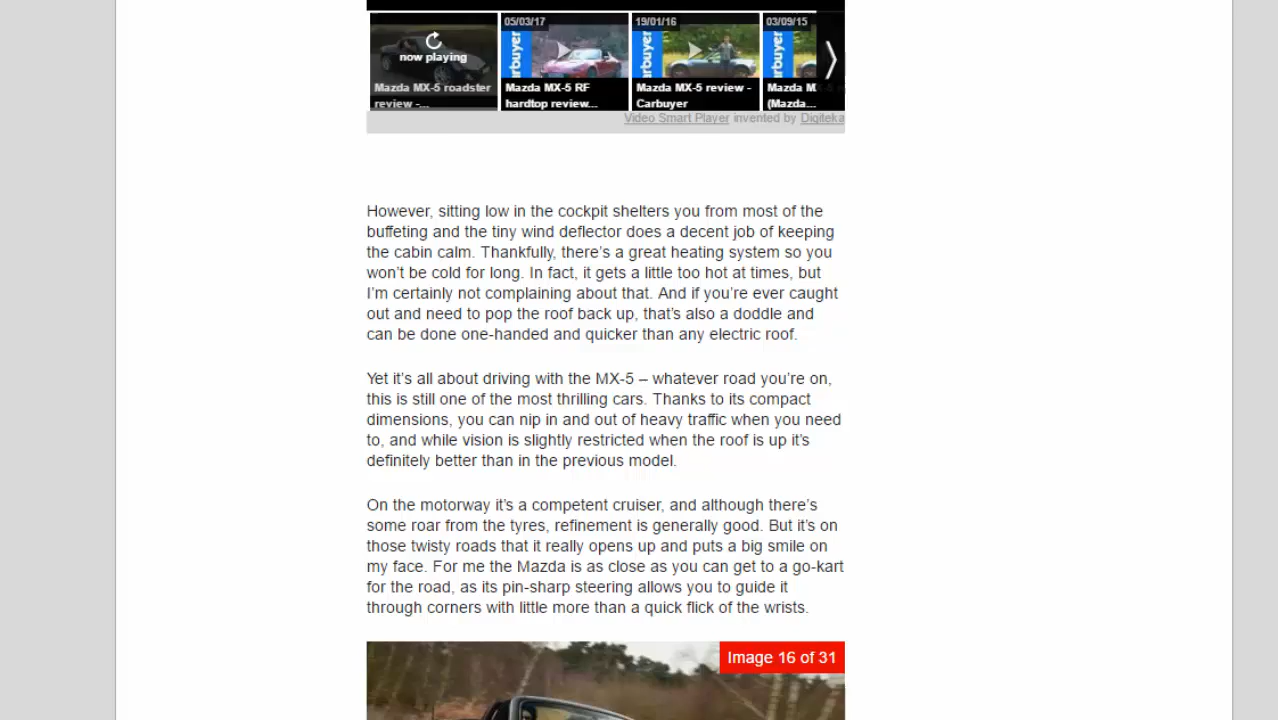 05/03/17
19/01/16
03/09/15
now playing
Mazda MX-5 roadster
review -...
Mazda MX-5 RF
hardtop review...
Mazda MX-5 review -
Carbuyer
Mazda M
(Mazda...
arbuyer
arbuyer
arbuyer
Video Smart Player invented by Digiteka
However, sitting low in the cockpit shelters you from most of the
buffeting and the tiny wind deflector does a decent job of keeping
the cabin calm. Thankfully, there’s a great heating system so you
won’t be cold for long. In fact, it gets a little too hot at times, but
I’m certainly not complaining about that. And if you’re ever caught
out and need to pop the roof back up, that’s also a doddle and
can be done one-handed and quicker than any electric roof.
Yet it’s all about driving with the MX-5 – whatever road you’re on,
this is still one of the most thrilling cars. Thanks to its compact
dimensions, you can nip in and out of heavy traffic when you need
to, and while vision is slightly restricted when the roof is up it’s
definitely better than in the previous model.
On the motorway it’s a competent cruiser, and although there’s
some roar from the tyres, refinement is generally good. But it’s on
those twisty roads that it really opens up and puts a big smile on
my face. For me the Mazda is as close as you can get to a go-kart
for the road, as its pin-sharp steering allows you to guide it
through corners with little more than a quick flick of the wrists.
Image 16 of 31